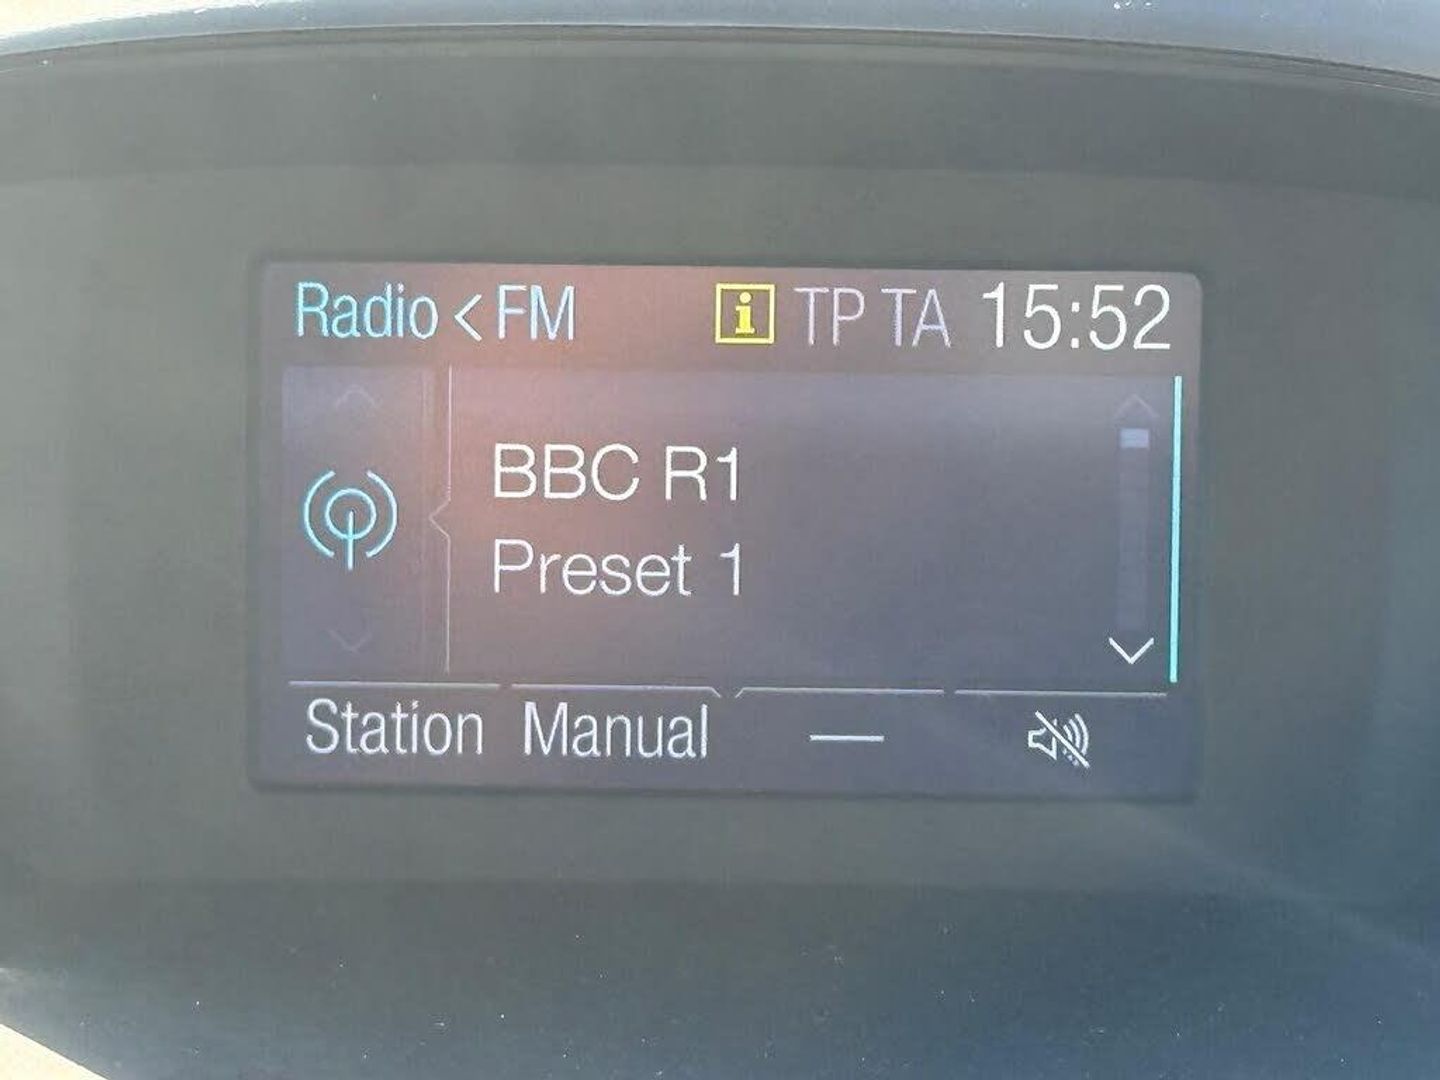 Radio < FM i TP TA 15:52
BBC R1
Preset 1
Station Manual